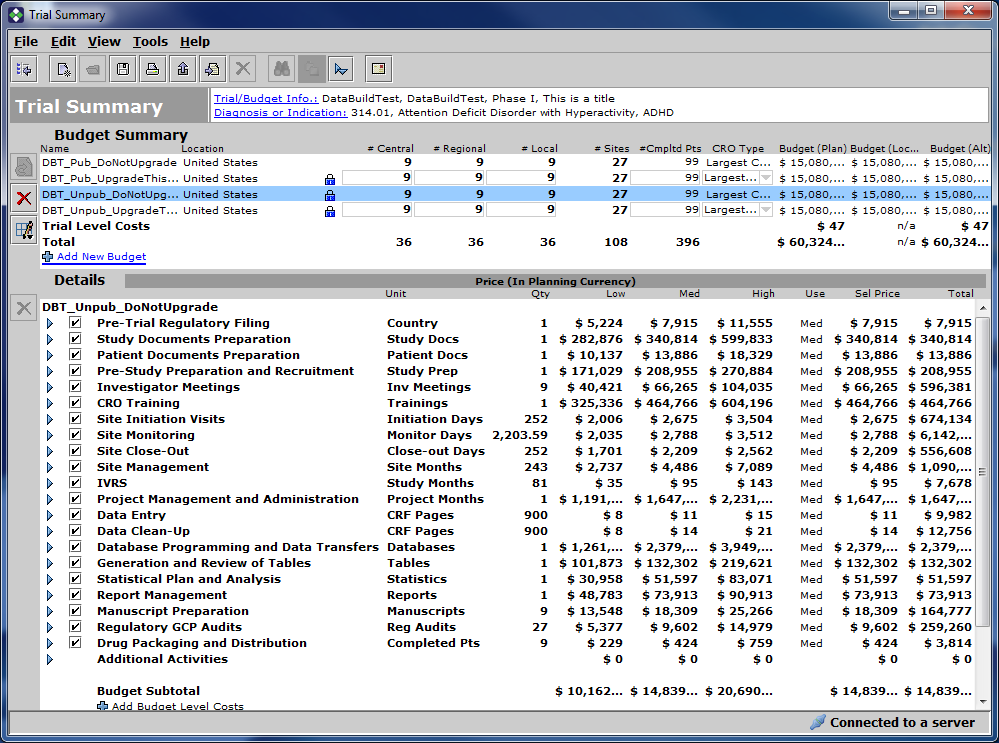 Trial Summary
File Edit View Tools Help
Trial Summary
Trial/Budget Info.: DataBuildTest, DataBuildTest, Phase I, This is a title
Diagnosis or Indication: 314.01, Attention Deficit Disorder with Hyperactivity, ADHD
Budget Summary
Name Location # Central # Regional # Local # Sites #Cmpltd Pts CRO Type Budget (Plan) Budget (Loc... Budget (Alt)
DBT_Pub_DoNotUpgrade United States 9 9 9 27 99 Largest C... $ 15,080,... $ 15,080,... $ 15,080,...
DBT_Pub_UpgradeThis... United States 9 9 9 27 99 Largest... $ 15,080,... $ 15,080,... $ 15,080,...
DBT_Unpub_DoNotUpg... United States 9 9 9 27 99 Largest C... $ 15,080,... $ 15,080,... $ 15,080,...
DBT_Unpub_UpgradeT... United States 9 9 9 27 99 Largest... $ 15,080,... $ 15,080,... $ 15,080,...
Trial Level Costs $ 47 n/a $ 47
Total 36 36 36 108 396 $ 60,324... n/a $ 60,324...
Add New Budget
Details Price (In Planning Currency)
Unit Qty Low Med High Use Sel Price Total
DBT_Unpub_DoNotUpgrade
Pre-Trial Regulatory Filing Country 1 $ 5,224 $ 7,915 $ 11,555 Med $ 7,915 $ 7,915
Study Documents Preparation Study Docs 1 $ 282,876 $ 340,814 $ 599,833 Med $ 340,814 $ 340,814
Patient Documents Preparation Patient Docs 1 $ 10,137 $ 13,886 $ 18,329 Med $ 13,886 $ 13,886
Pre-Study Preparation and Recruitment Study Prep 1 $ 171,029 $ 208,955 $ 270,884 Med $ 208,955 $ 208,955
Investigator Meetings Inv Meetings 9 $ 40,421 $ 66,265 $ 104,035 Med $ 66,265 $ 596,381
CRO Training Trainings 1 $ 325,336 $ 464,766 $ 604,196 Med $ 464,766 $ 464,766
Site Initiation Visits Initiation Days 252 $ 2,006 $ 2,675 $ 3,504 Med $ 2,675 $ 674,134
Site Monitoring Monitor Days 2,203.59 $ 2,035 $ 2,788 $ 3,512 Med $ 2,788 $ 6,142,...
Site Close-Out Close-out Days 252 $ 1,701 $ 2,209 $ 2,562 Med $ 2,209 $ 556,608
Site Management Site Months 243 $ 2,737 $ 4,486 $ 7,089 Med $ 4,486 $ 1,090,...
IVRS Study Months 81 $ 35 $ 95 $ 143 Med $ 95 $ 7,678
Project Management and Administration Project Months 1 $ 1,191,... $ 1,647,... $ 2,231,... Med $ 1,647,... $ 1,647,...
Data Entry CRF Pages 900 $ 8 $ 11 $ 15 Med $ 11 $ 9,982
Data Clean-Up CRF Pages 900 $ 8 $ 14 $ 21 Med $ 14 $ 12,756
Database Programming and Data Transfers Databases 1 $ 1,261,... $ 2,379,... $ 3,949,... Med $ 2,379,... $ 2,379,...
Generation and Review of Tables Tables 1 $ 101,873 $ 132,302 $ 219,621 Med $ 132,302 $ 132,302
Statistical Plan and Analysis Statistics 1 $ 30,958 $ 51,597 $ 83,071 Med $ 51,597 $ 51,597
Report Management Reports 1 $ 48,783 $ 73,913 $ 90,913 Med $ 73,913 $ 73,913
Manuscript Preparation Manuscripts 9 $ 13,548 $ 18,309 $ 25,266 Med $ 18,309 $ 164,777
Regulatory GCP Audits Reg Audits 27 $ 5,377 $ 9,602 $ 14,979 Med $ 9,602 $ 259,260
Drug Packaging and Distribution Completed Pts 9 $ 229 $ 424 $ 759 Med $ 424 $ 3,814
Additional Activities $ 0 $ 0 $ 0 $ 0 $ 0
Budget Subtotal $ 10,162... $ 14,839... $ 20,690... $ 14,839... $ 14,839...
Add Budget Level Costs
Connected to a server